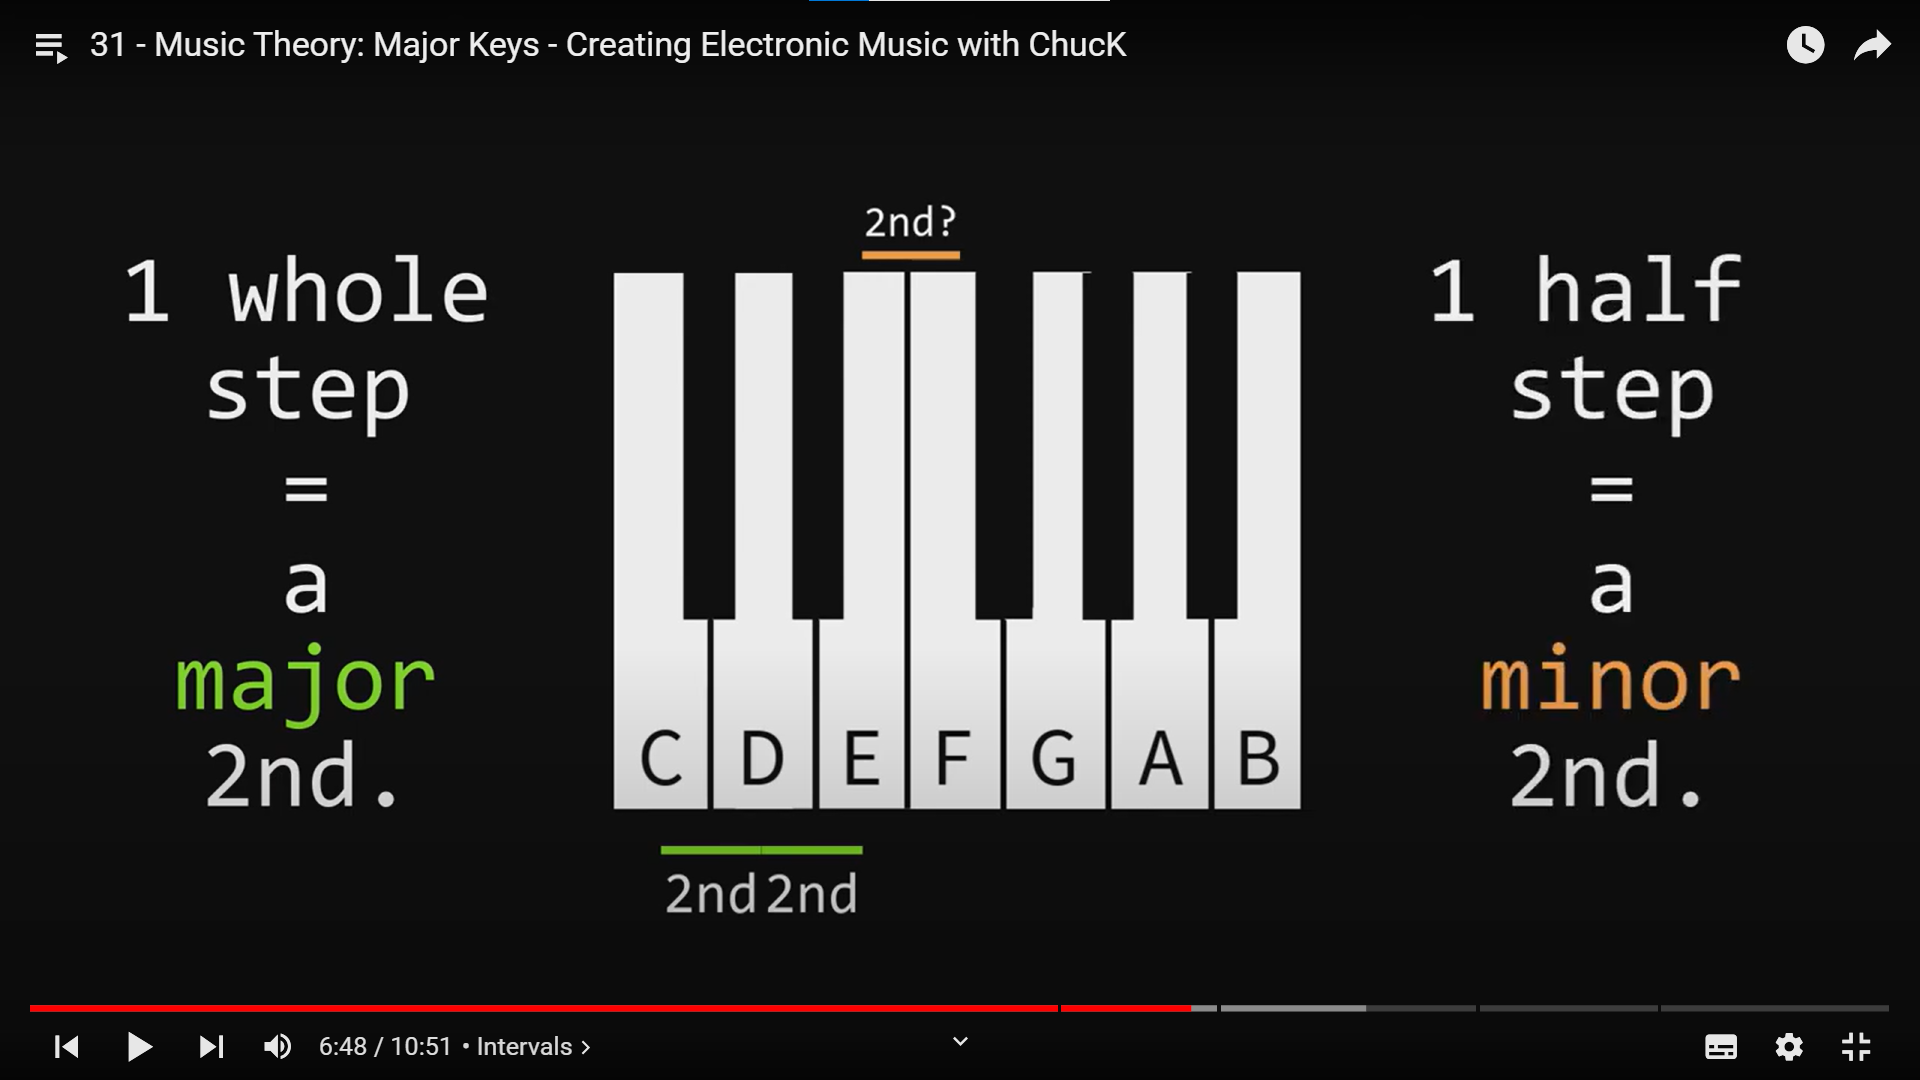 31 - Music Theory: Major Keys - Creating Electronic Music with ChucK
2nd?
1 whole
step
=
a
major
2nd.
C D E F G A B
2nd 2nd
1 half
step
=
a
minor
2nd.
6:48 / 10:51 • Intervals